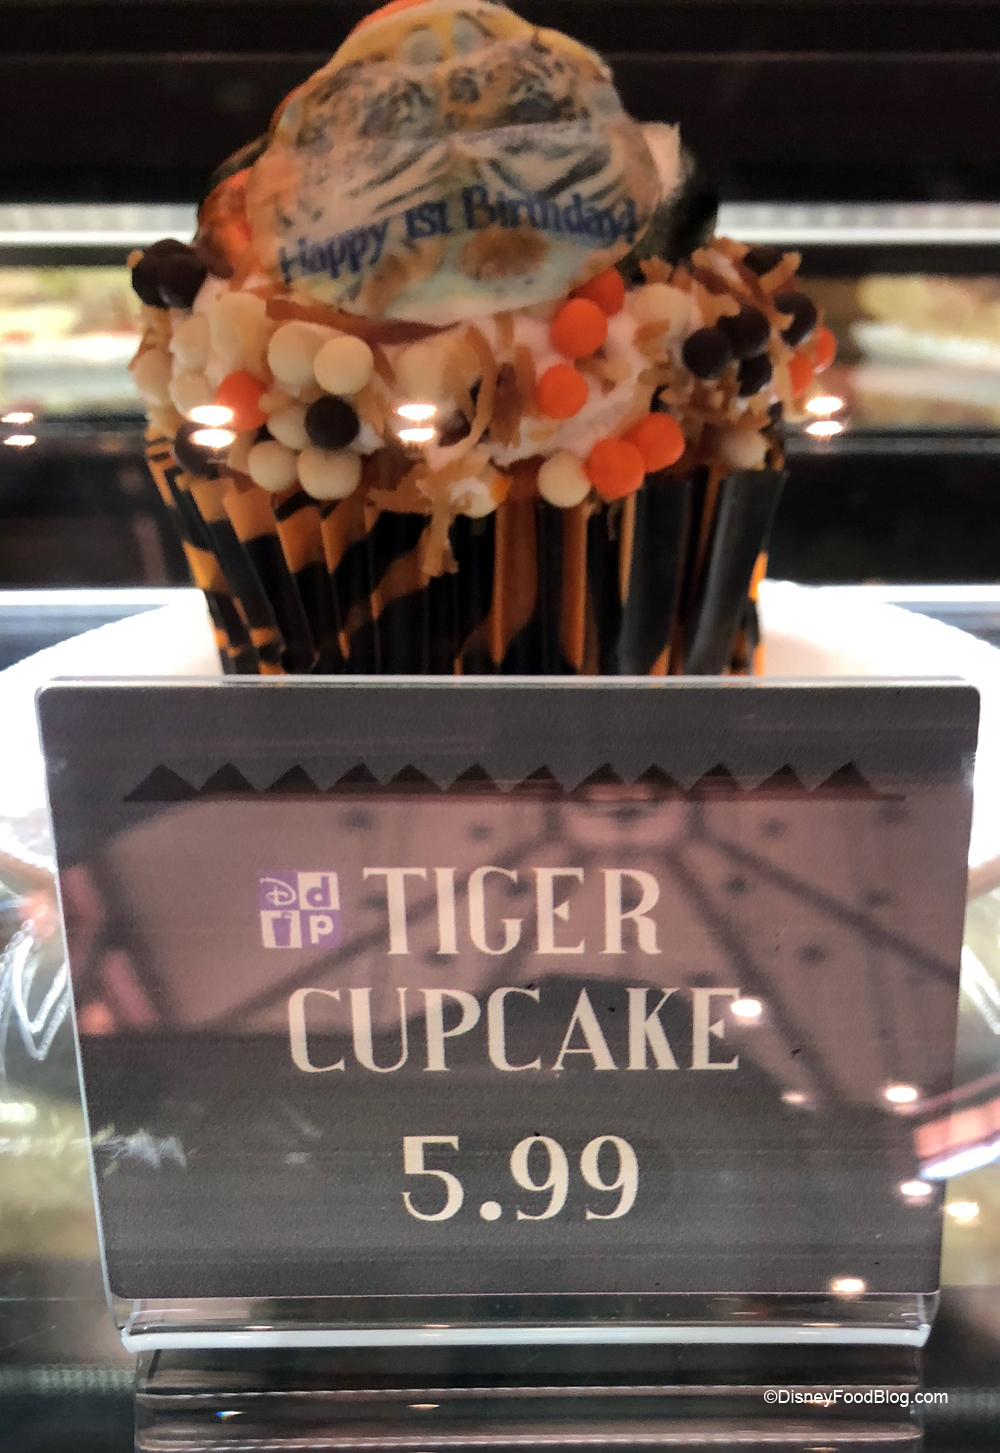 Happy 1st Birthday!
D d
P
TIGER
CUPCAKE
5.99
©DisneyFoodBlog.com